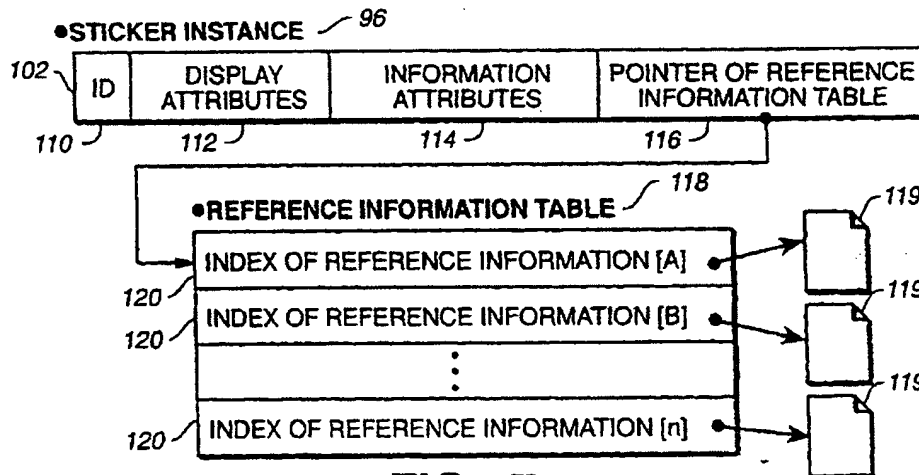 •STICKER INSTANCE 96
102 ID DISPLAY ATTRIBUTES INFORMATION ATTRIBUTES POINTER OF REFERENCE INFORMATION TABLE
110 112 114 116
•REFERENCE INFORMATION TABLE 118
119
INDEX OF REFERENCE INFORMATION [A]
120
119
INDEX OF REFERENCE INFORMATION [B]
120
119
INDEX OF REFERENCE INFORMATION [n]
120